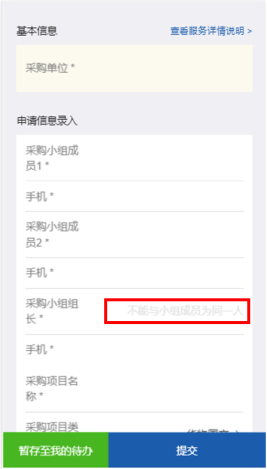 基本信息 查看服务详情说明 >
采购单位 *
申请信息录入
采购小组成
员1 *
手机 *
采购小组成
员2 *
手机 *
采购小组组
长 * 不能与小组成员为同一人
手机 *
采购项目名
称 *
采购项目类
暂存至我的待办 提交